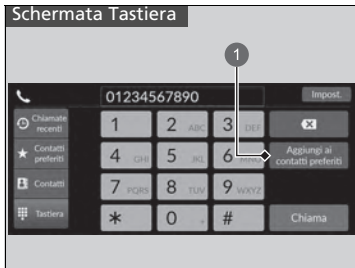 Schermata Tastiera
1
01234567890
Impost.
Chiamate
recenti
1
2 ABC
3 DEF
Contatti
preferiti
4 GHI
5 JKL
6 MNO
Aggiungi ai
contatti preferiti
Contatti
7 PQRS
8 TUV
9 WXYZ
Tastiera
*
0 +
#
Chiama